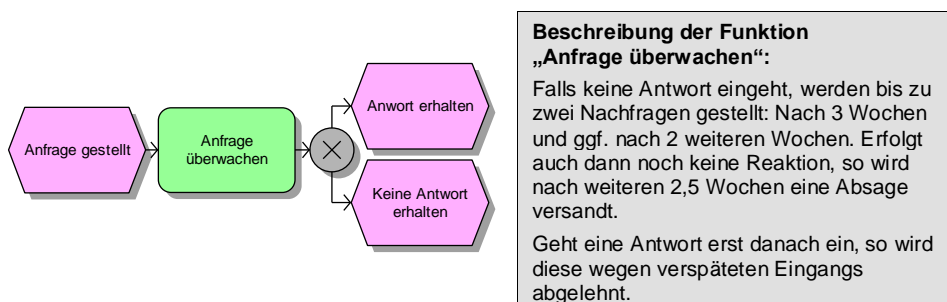 Anfrage gestellt
Anfrage
überwachen
Anwort erhalten
Keine Antwort
erhalten
Beschreibung der Funktion
„Anfrage überwachen“:
Falls keine Antwort eingeht, werden bis zu
zwei Nachfragen gestellt: Nach 3 Wochen
und ggf. nach 2 weiteren Wochen. Erfolgt
auch dann noch keine Reaktion, so wird
nach weiteren 2,5 Wochen eine Absage
versandt.
Geht eine Antwort erst danach ein, so wird
diese wegen verspäteten Eingangs
abgelehnt.